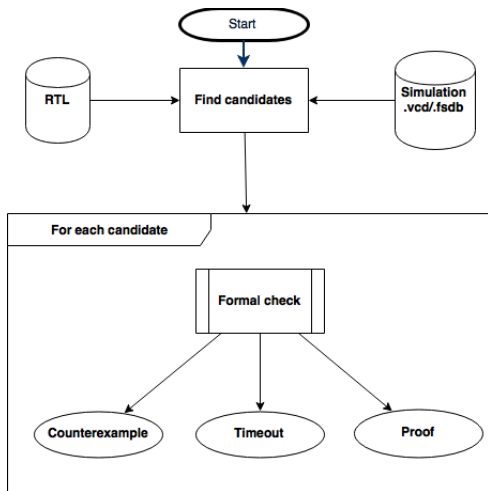 Start
RTL
Find candidates
Simulation
.vcd/.fsdb
For each candidate
Formal check
Counterexample
Timeout
Proof